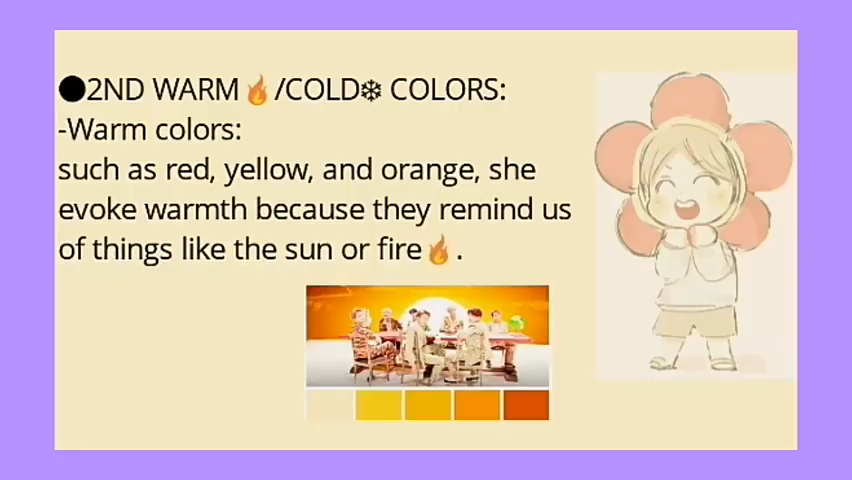 ●2ND WARM🔥/COLD❄ COLORS:
-Warm colors:
such as red, yellow, and orange, she
evoke warmth because they remind us
of things like the sun or fire🔥.